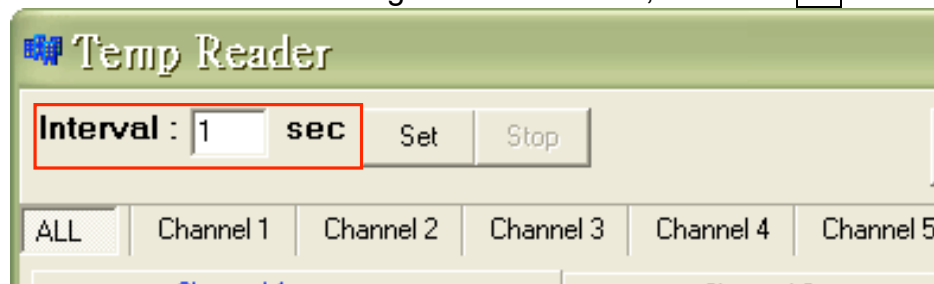 Temp Reader
Interval : 1 sec Set Stop
ALL Channel 1 Channel 2 Channel 3 Channel 4 Channel 5